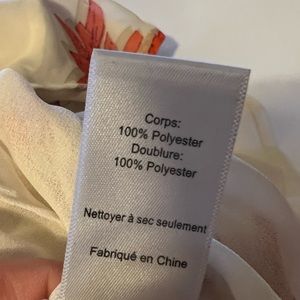 Corps:
100% Polyester
Doublure:
100% Polyester
Nettoyer à sec seulement
Fabriqué en Chine